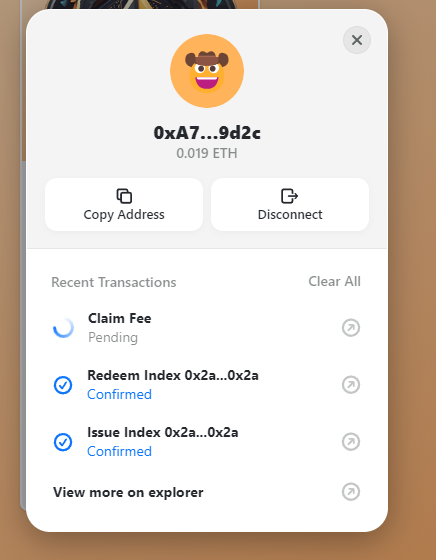 0xA7...9d2c
0.019 ETH
Copy Address
Disconnect
Recent Transactions
Clear All
Claim Fee
Pending
Redeem Index 0x2a...0x2a
Confirmed
Issue Index 0x2a...0x2a
Confirmed
View more on explorer